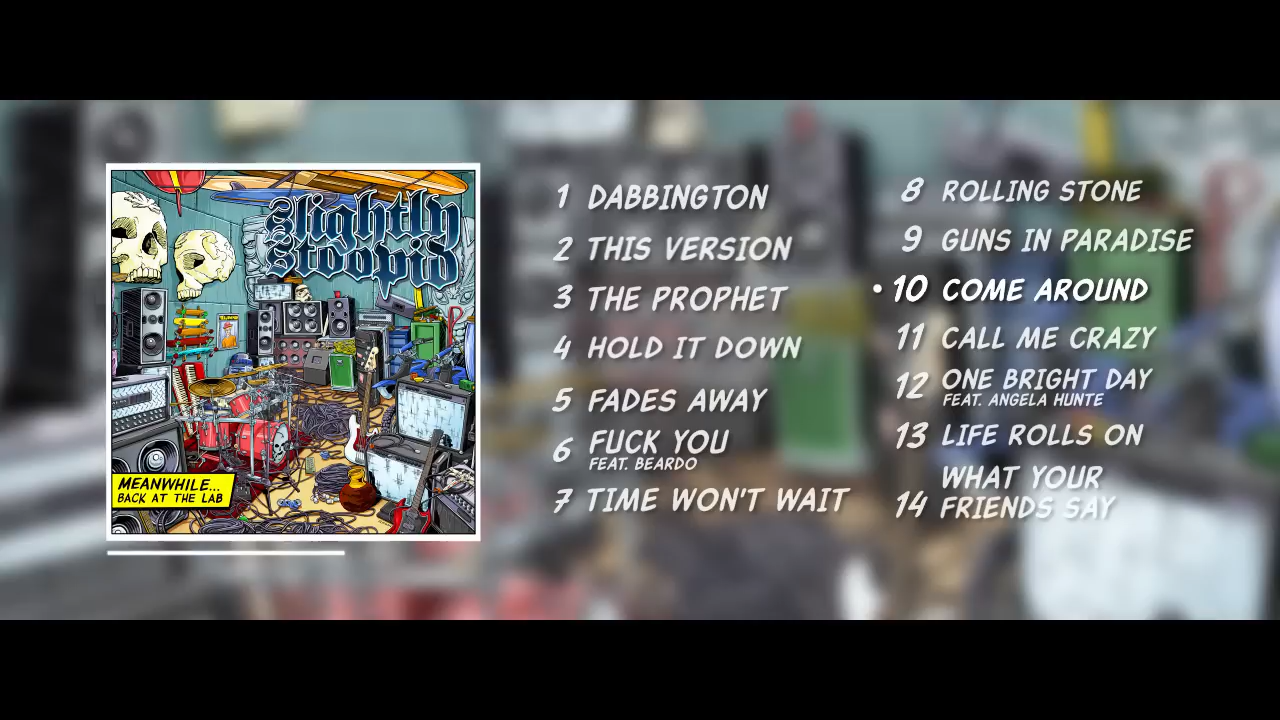 slightly
stoopid
MEANWHILE...
BACK AT THE LAB
1 DABBINGTON
2 THIS VERSION
3 THE PROPHET
4 HOLD IT DOWN
5 FADES AWAY
6 FUCK YOU
FEAT. BEARDO
7 TIME WON'T WAIT
8 ROLLING STONE
9 GUNS IN PARADISE
• 10 COME AROUND
11 CALL ME CRAZY
12 ONE BRIGHT DAY
FEAT. ANGELA HUNTE
13 LIFE ROLLS ON
WHAT YOUR
14 FRIENDS SAY